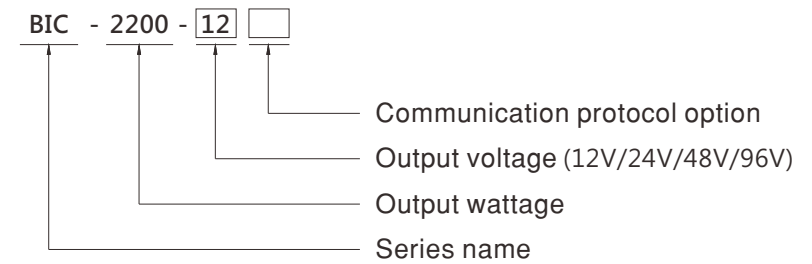 BIC - 2200 - 12
Communication protocol option
Output voltage (12V/24V/48V/96V)
Output wattage
Series name